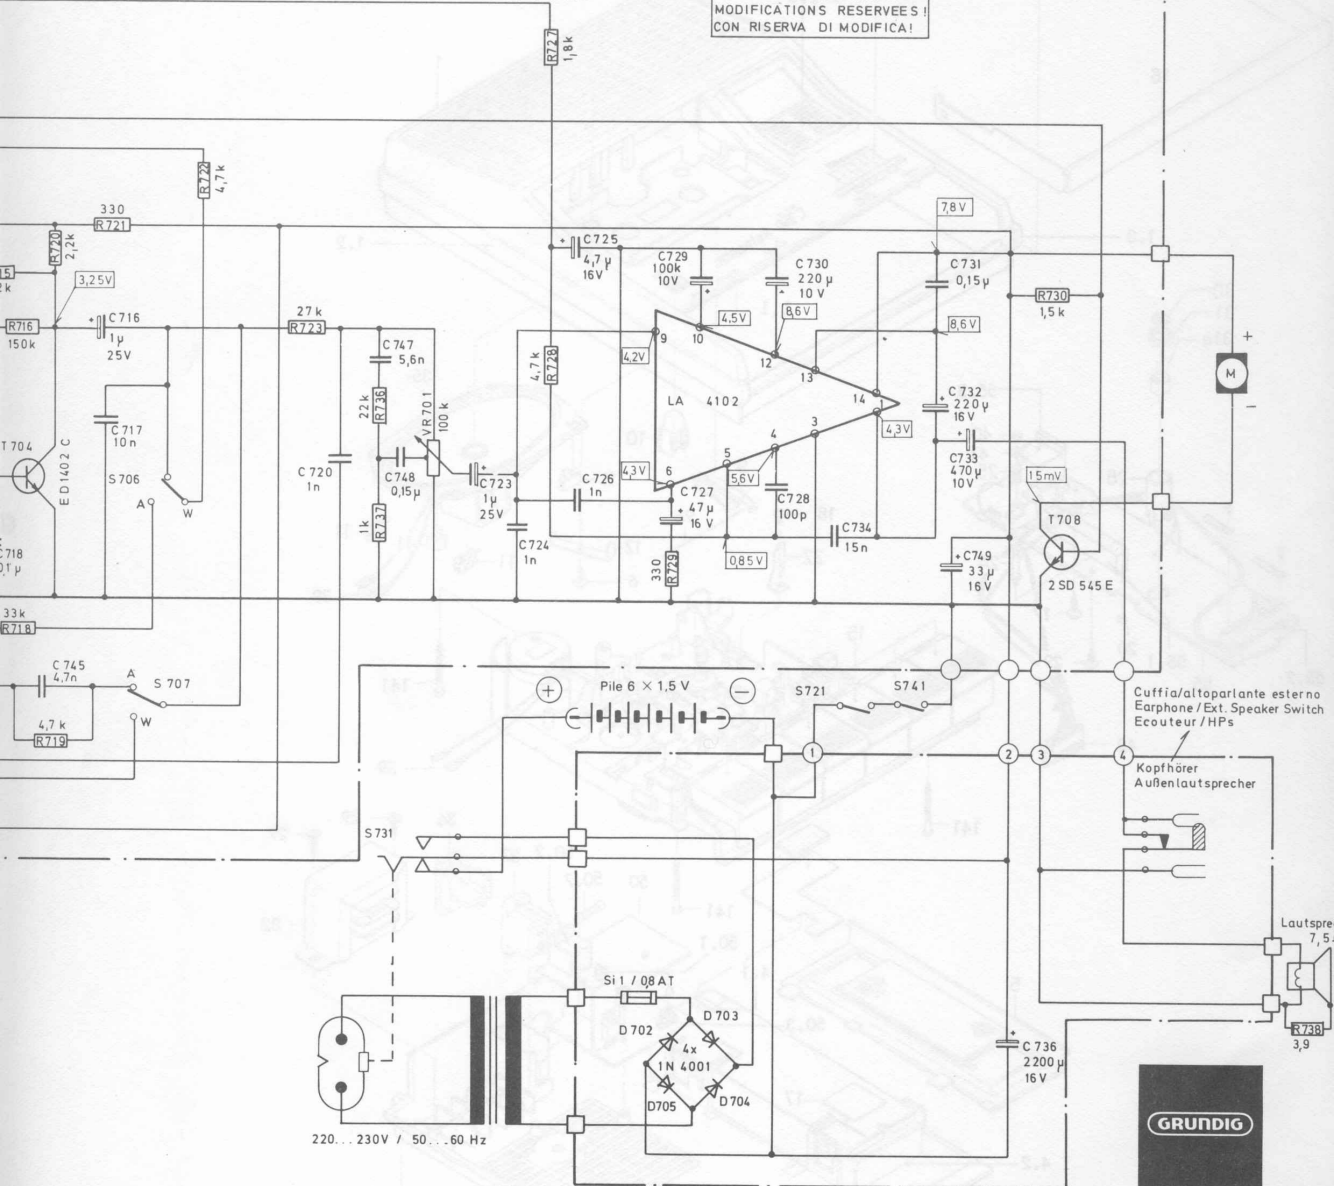 MODIFICATIONS RESERVEES!
CON RISERVA DI MODIFICA!
R727
1,8k
R722
4,7k
330
R721
R720
2,2k
3,25V
R716
150k
C716
1µ
25V
27k
R723
C747
5,6n
22k
R736
VR701
100k
C717
10n
T704
ED1402 C
S706
A
W
C720
1n
C748
0,15µ
1k
R737
C723
1µ
25V
C724
1n
C718
0,1µ
33k
R718
C725
4,7µ
16V
C729
100k
10V
C730
220µ
10V
7,8V
C731
0,15µ
R730
1,5k
4,5V
8,6V
8,6V
4,7k
R728
4,2V
9
10
12
13
14
1
LA 4102
3
4
5
6
4,3V
4,3V
5,6V
C732
220µ
16V
C733
470µ
10V
C726
1n
C727
47µ
16V
C728
100p
C734
15n
330
R729
0,85V
C749
33µ
16V
15mV
T708
2SD 545 E
+
M
−
C745
4,7n
4,7k
R719
A
S707
W
+
Pile 6 × 1,5 V
−
S721
S741
1
2
3
4
Cuffia/altoparlante esterno
Earphone/Ext. Speaker Switch
Ecouteur/HPs
Kopfhörer
Außenlautsprecher
S731
Si1 / 0,8AT
D702
D703
4x
1N 4001
D705
D704
C736
2200µ
16V
R738
3,9
220...230V / 50...60 Hz
GRUNDIG